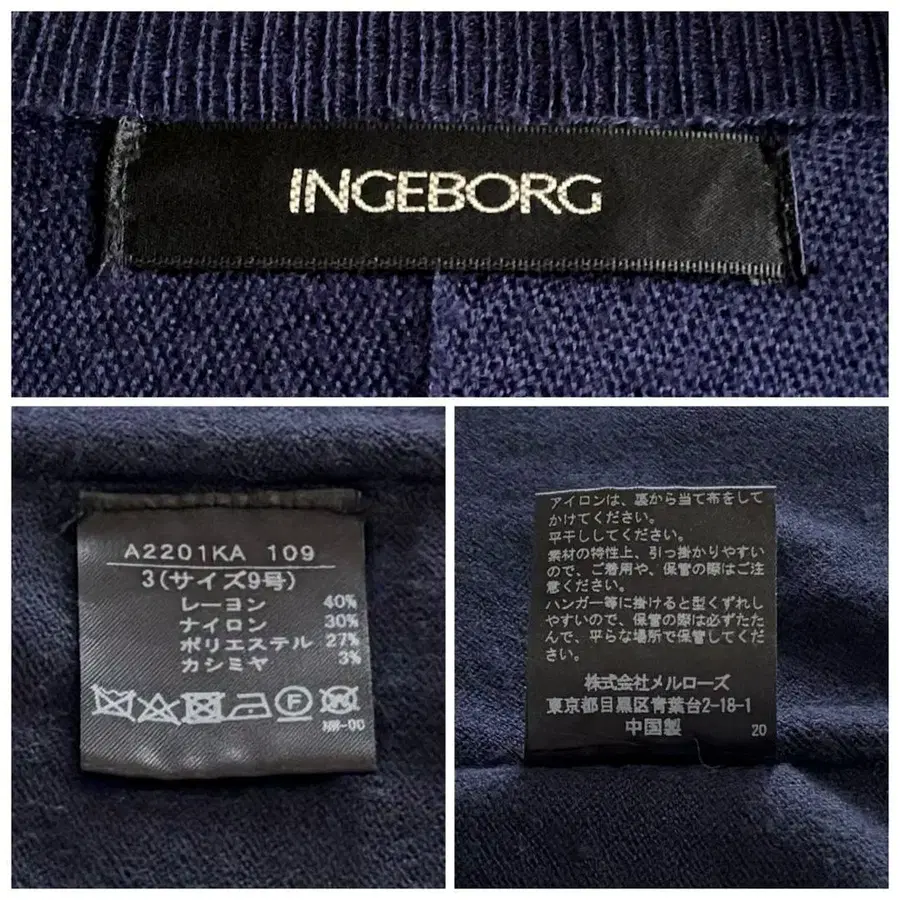 INGEBORG
A2201KA 109
3(サイズ9号)
レーヨン 40%
ナイロン 30%
ポリエステル 27%
カシミヤ 3%
F W
NW-00
アイロンは、裏から当て布をして
かけてください。
平干ししてください。
素材の特性上、引っ掛かりやすい
ので、ご着用や、保管の際はご注
意ください。
ハンガー等に掛けると型くずれし
やすいので、保管の際は必ずたた
んで、平らな場所で保管してくだ
さい。
株式会社メルローズ
東京都目黒区青葉台2-18-1
中国製 20